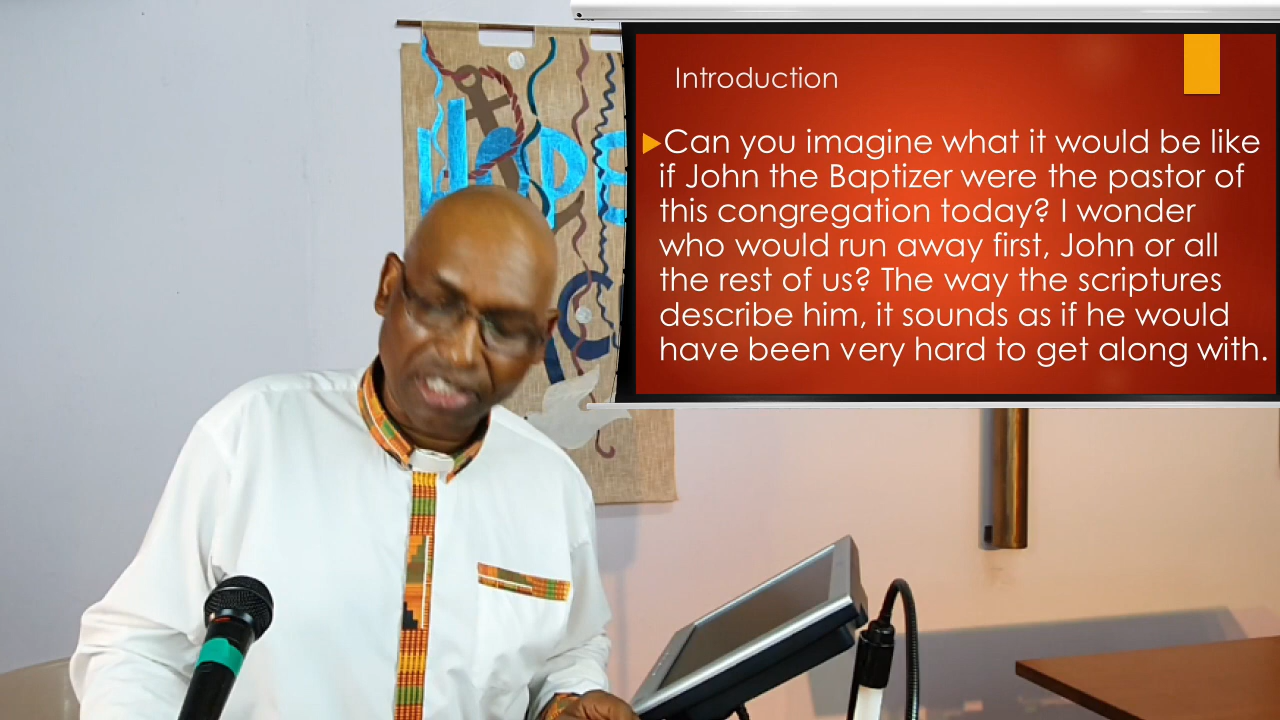 HOPE
Introduction
Can you imagine what it would be like
if John the Baptizer were the pastor of
this congregation today? I wonder
who would run away first, John or all
the rest of us? The way the scriptures
describe him, it sounds as if he would
have been very hard to get along with.